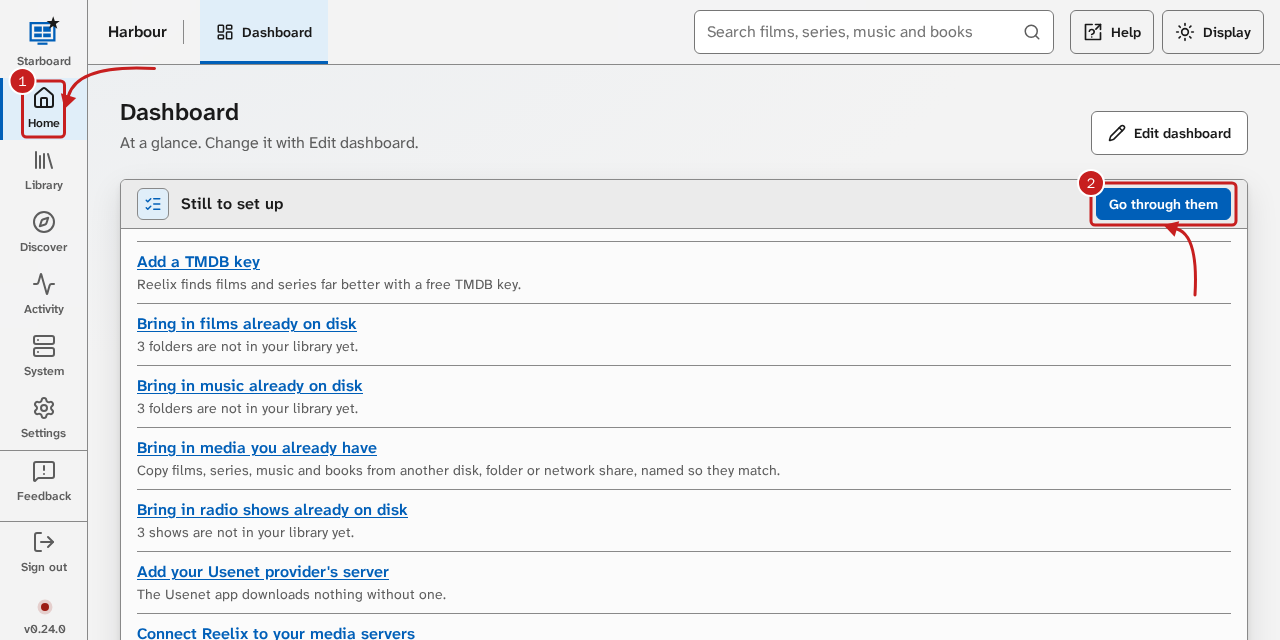 Starboard
Harbour
Dashboard
Search films, series, music and books
Help
Display
1
Home
Library
Discover
Activity
System
Settings
Feedback
Sign out
v0.24.0
Dashboard
At a glance. Change it with Edit dashboard.
Edit dashboard
Still to set up
2
Go through them
Add a TMDB key
Reelix finds films and series far better with a free TMDB key.
Bring in films already on disk
3 folders are not in your library yet.
Bring in music already on disk
3 folders are not in your library yet.
Bring in media you already have
Copy films, series, music and books from another disk, folder or network share, named so they match.
Bring in radio shows already on disk
3 shows are not in your library yet.
Add your Usenet provider's server
The Usenet app downloads nothing without one.
Connect Reelix to your media servers